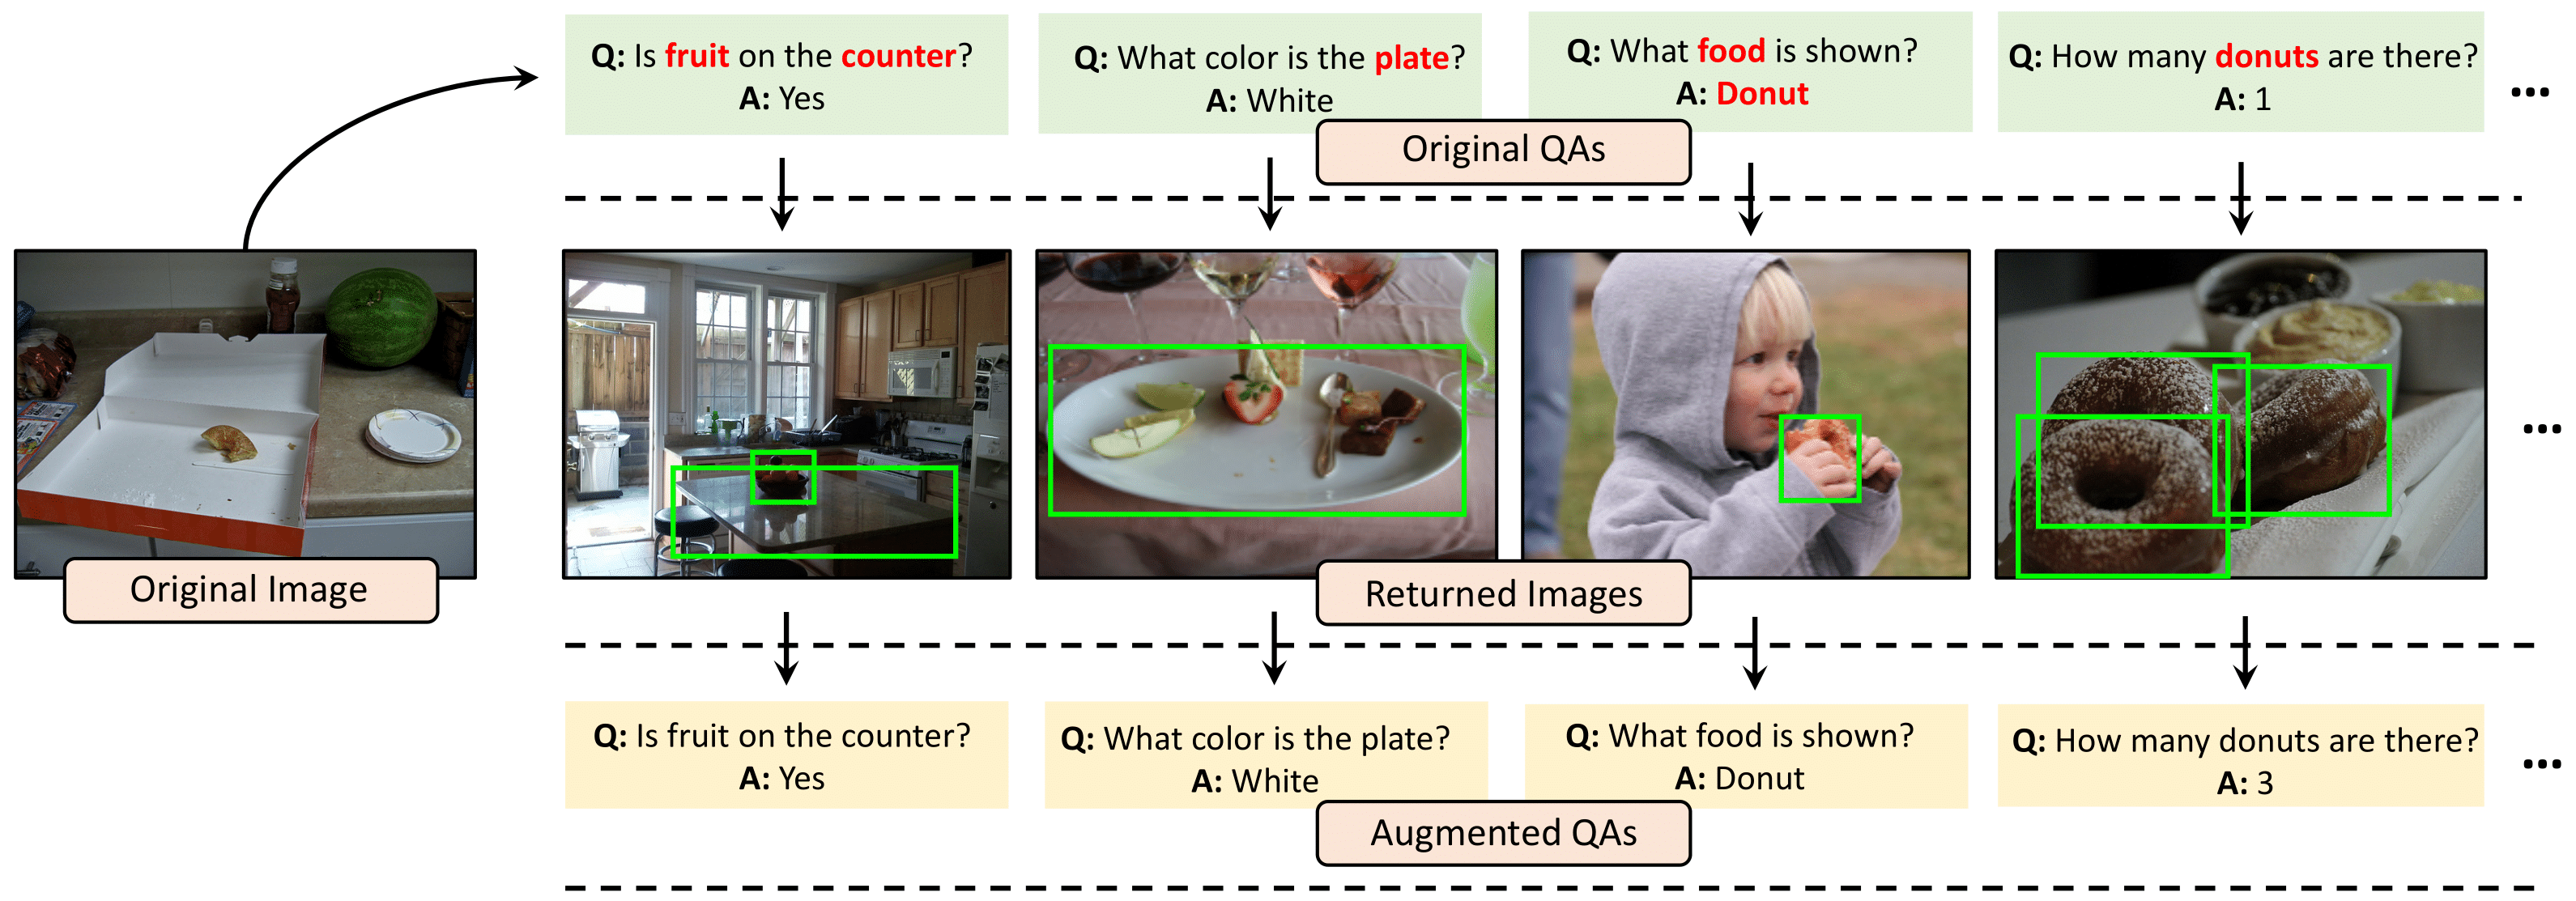 Q: Is fruit on the counter?
A: Yes
Q: What color is the plate?
A: White
Q: What food is shown?
A: Donut
Q: How many donuts are there?
A: 1
...
Original QAs
Original Image
Returned Images
...
Q: Is fruit on the counter?
A: Yes
Q: What color is the plate?
A: White
Q: What food is shown?
A: Donut
Q: How many donuts are there?
A: 3
...
Augmented QAs